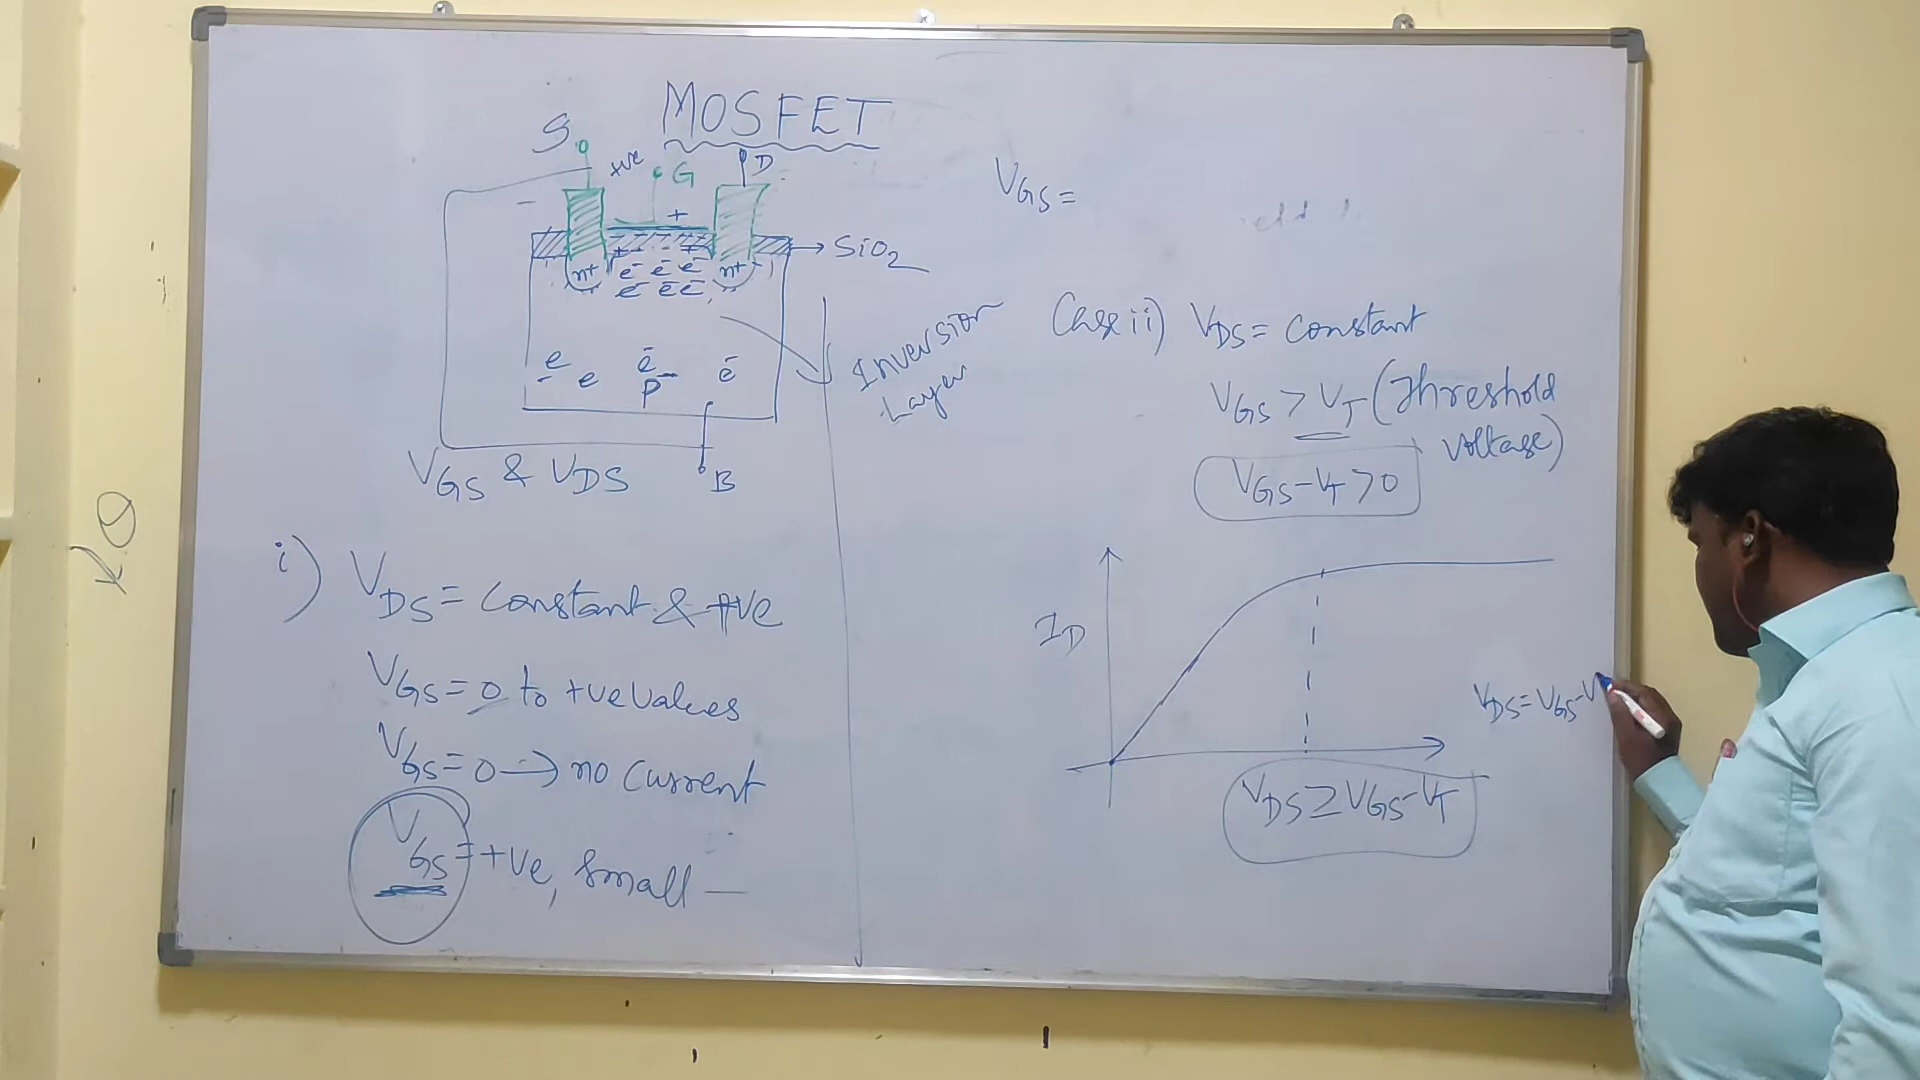 MOSFET
S
+ve
G
D
-
+
SiO2
n+
e- e- e-
n+
e- e- e-
e- e e- e-
P-
Inversion
Layer
VGS & VDS
B
i) VDS = Constant & +ve
VGS = 0 to +ve values
VGS = 0 → no current
VGS = +ve, small —
VGS =
Case ii) VDS = Constant
VGS > VT (Threshold
voltage)
VGS - VT > 0
ID
VDS = VGS - V
VDS ≥ VGS - VT